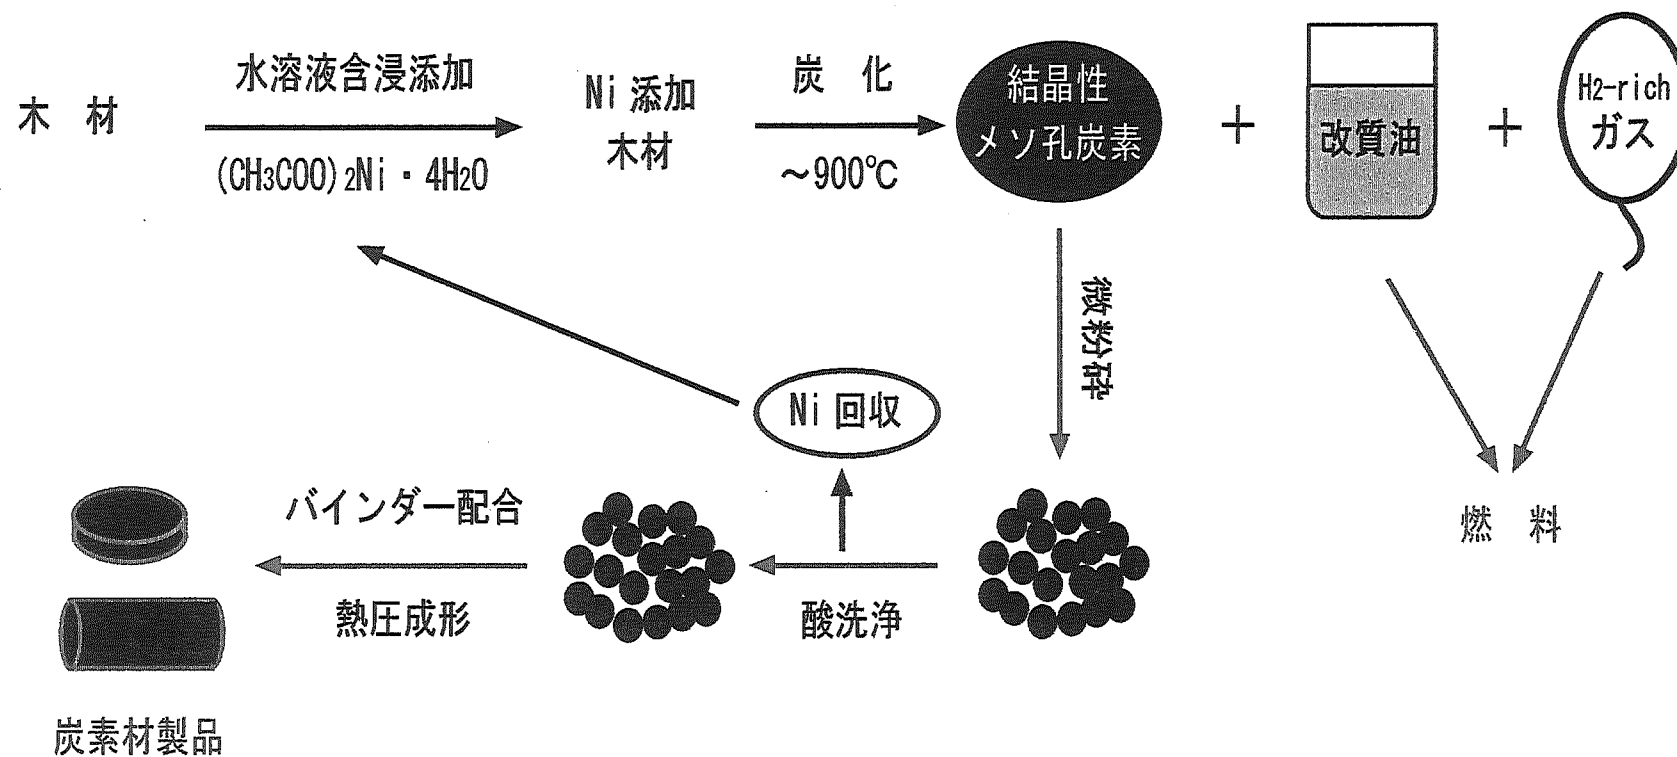 木 材
水溶液含浸添加
(CH3COO)2Ni・4H2O
Ni 添加
木材
炭 化
～900℃
結晶性
メソ孔炭素
＋
改質油
＋
H2-rich
ガス
微粉砕
燃 料
Ni 回収
酸洗浄
バインダー配合
熱圧成形
炭素材製品